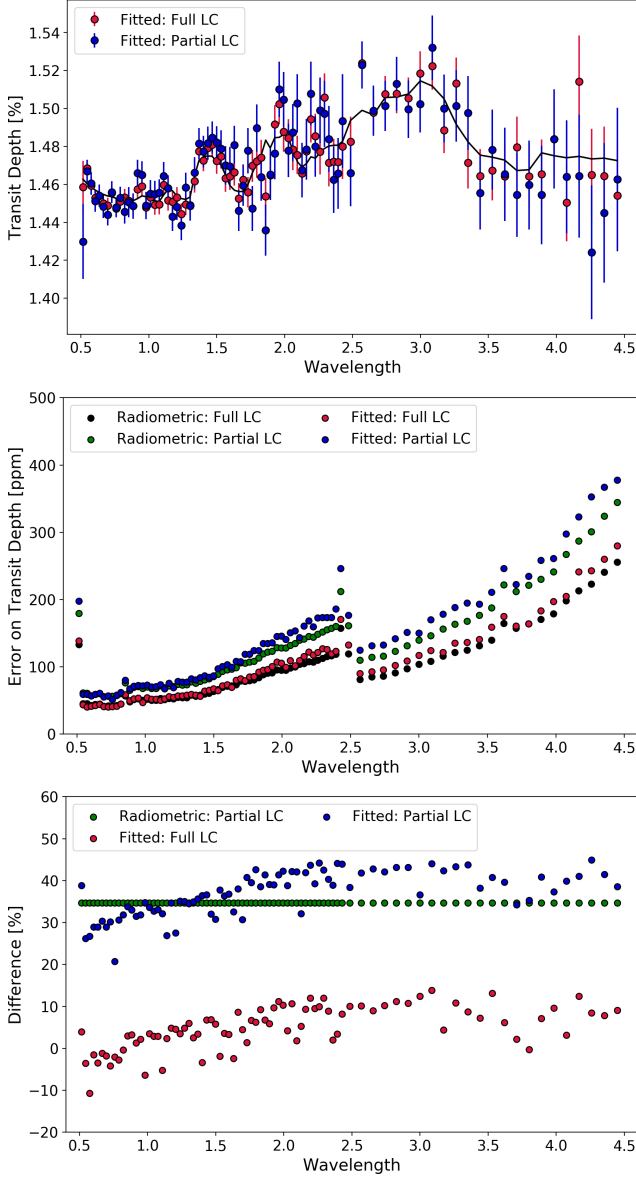 1.54
1.52
1.50
1.48
1.46
1.44
1.42
1.40
Transit Depth [%]
Fitted: Full LC
Fitted: Partial LC
0.5 1.0 1.5 2.0 2.5 3.0 3.5 4.0 4.5
Wavelength
500
400
300
200
100
0
Error on Transit Depth [ppm]
Radiometric: Full LC Fitted: Full LC
Radiometric: Partial LC Fitted: Partial LC
0.5 1.0 1.5 2.0 2.5 3.0 3.5 4.0 4.5
Wavelength
60
50
40
30
20
10
0
−10
−20
Difference [%]
Radiometric: Partial LC Fitted: Partial LC
Fitted: Full LC
0.5 1.0 1.5 2.0 2.5 3.0 3.5 4.0 4.5
Wavelength